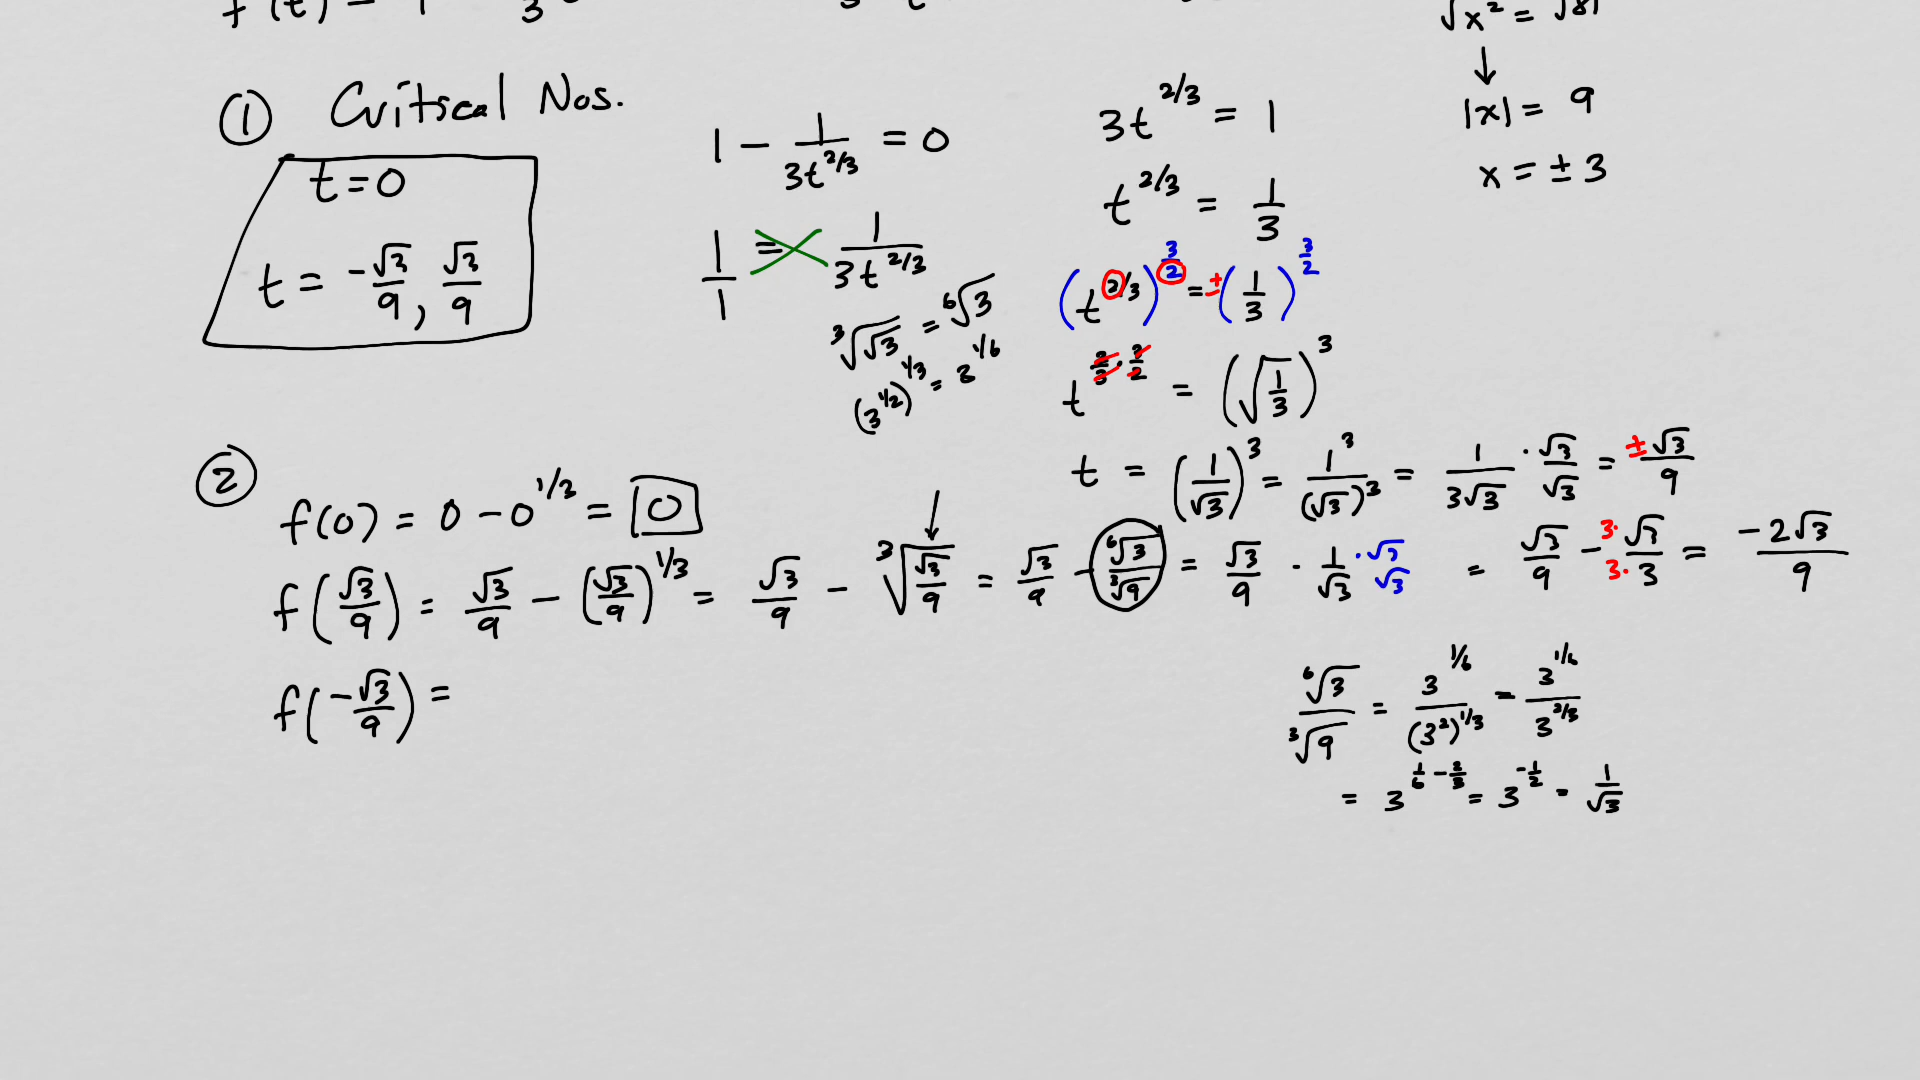 ① Critical Nos.
t = 0
t = -√3/9, √3/9
1 - 1/(3t^(2/3)) = 0
1/1 = 1/(3t^(2/3))
∛(√3) = ⁶√3
(3^(1/2))^(1/3) = 3^(1/6)
3t^(2/3) = 1
t^(2/3) = 1/3
(t^(2/3))^(3/2) = ±(1/3)^(3/2)
t^(2/3 · 3/2) = (√(1/3))^3
t = (1/√3)^3 = 1^3/(√3)^3 = 1/(3√3) · √3/√3 = ± √3/9
√x² = √81
↓
|x| = 9
x = ± 3
② f(0) = 0 - 0^(1/3) = 0
f(√3/9) = √3/9 - (√3/9)^(1/3) = √3/9 - ∛(√3/9) = √3/9 - ⁶√3/∛9 = √3/9 - 1/√3 · √3/√3 = √3/9 - 3·√3/3·3 = -2√3/9
f(-√3/9) =
⁶√3/∛9 = 3^(1/6)/(3²)^(1/3) = 3^(1/6)/3^(2/3)
= 3^(1/6 - 2/3) = 3^(-1/2) = 1/√3